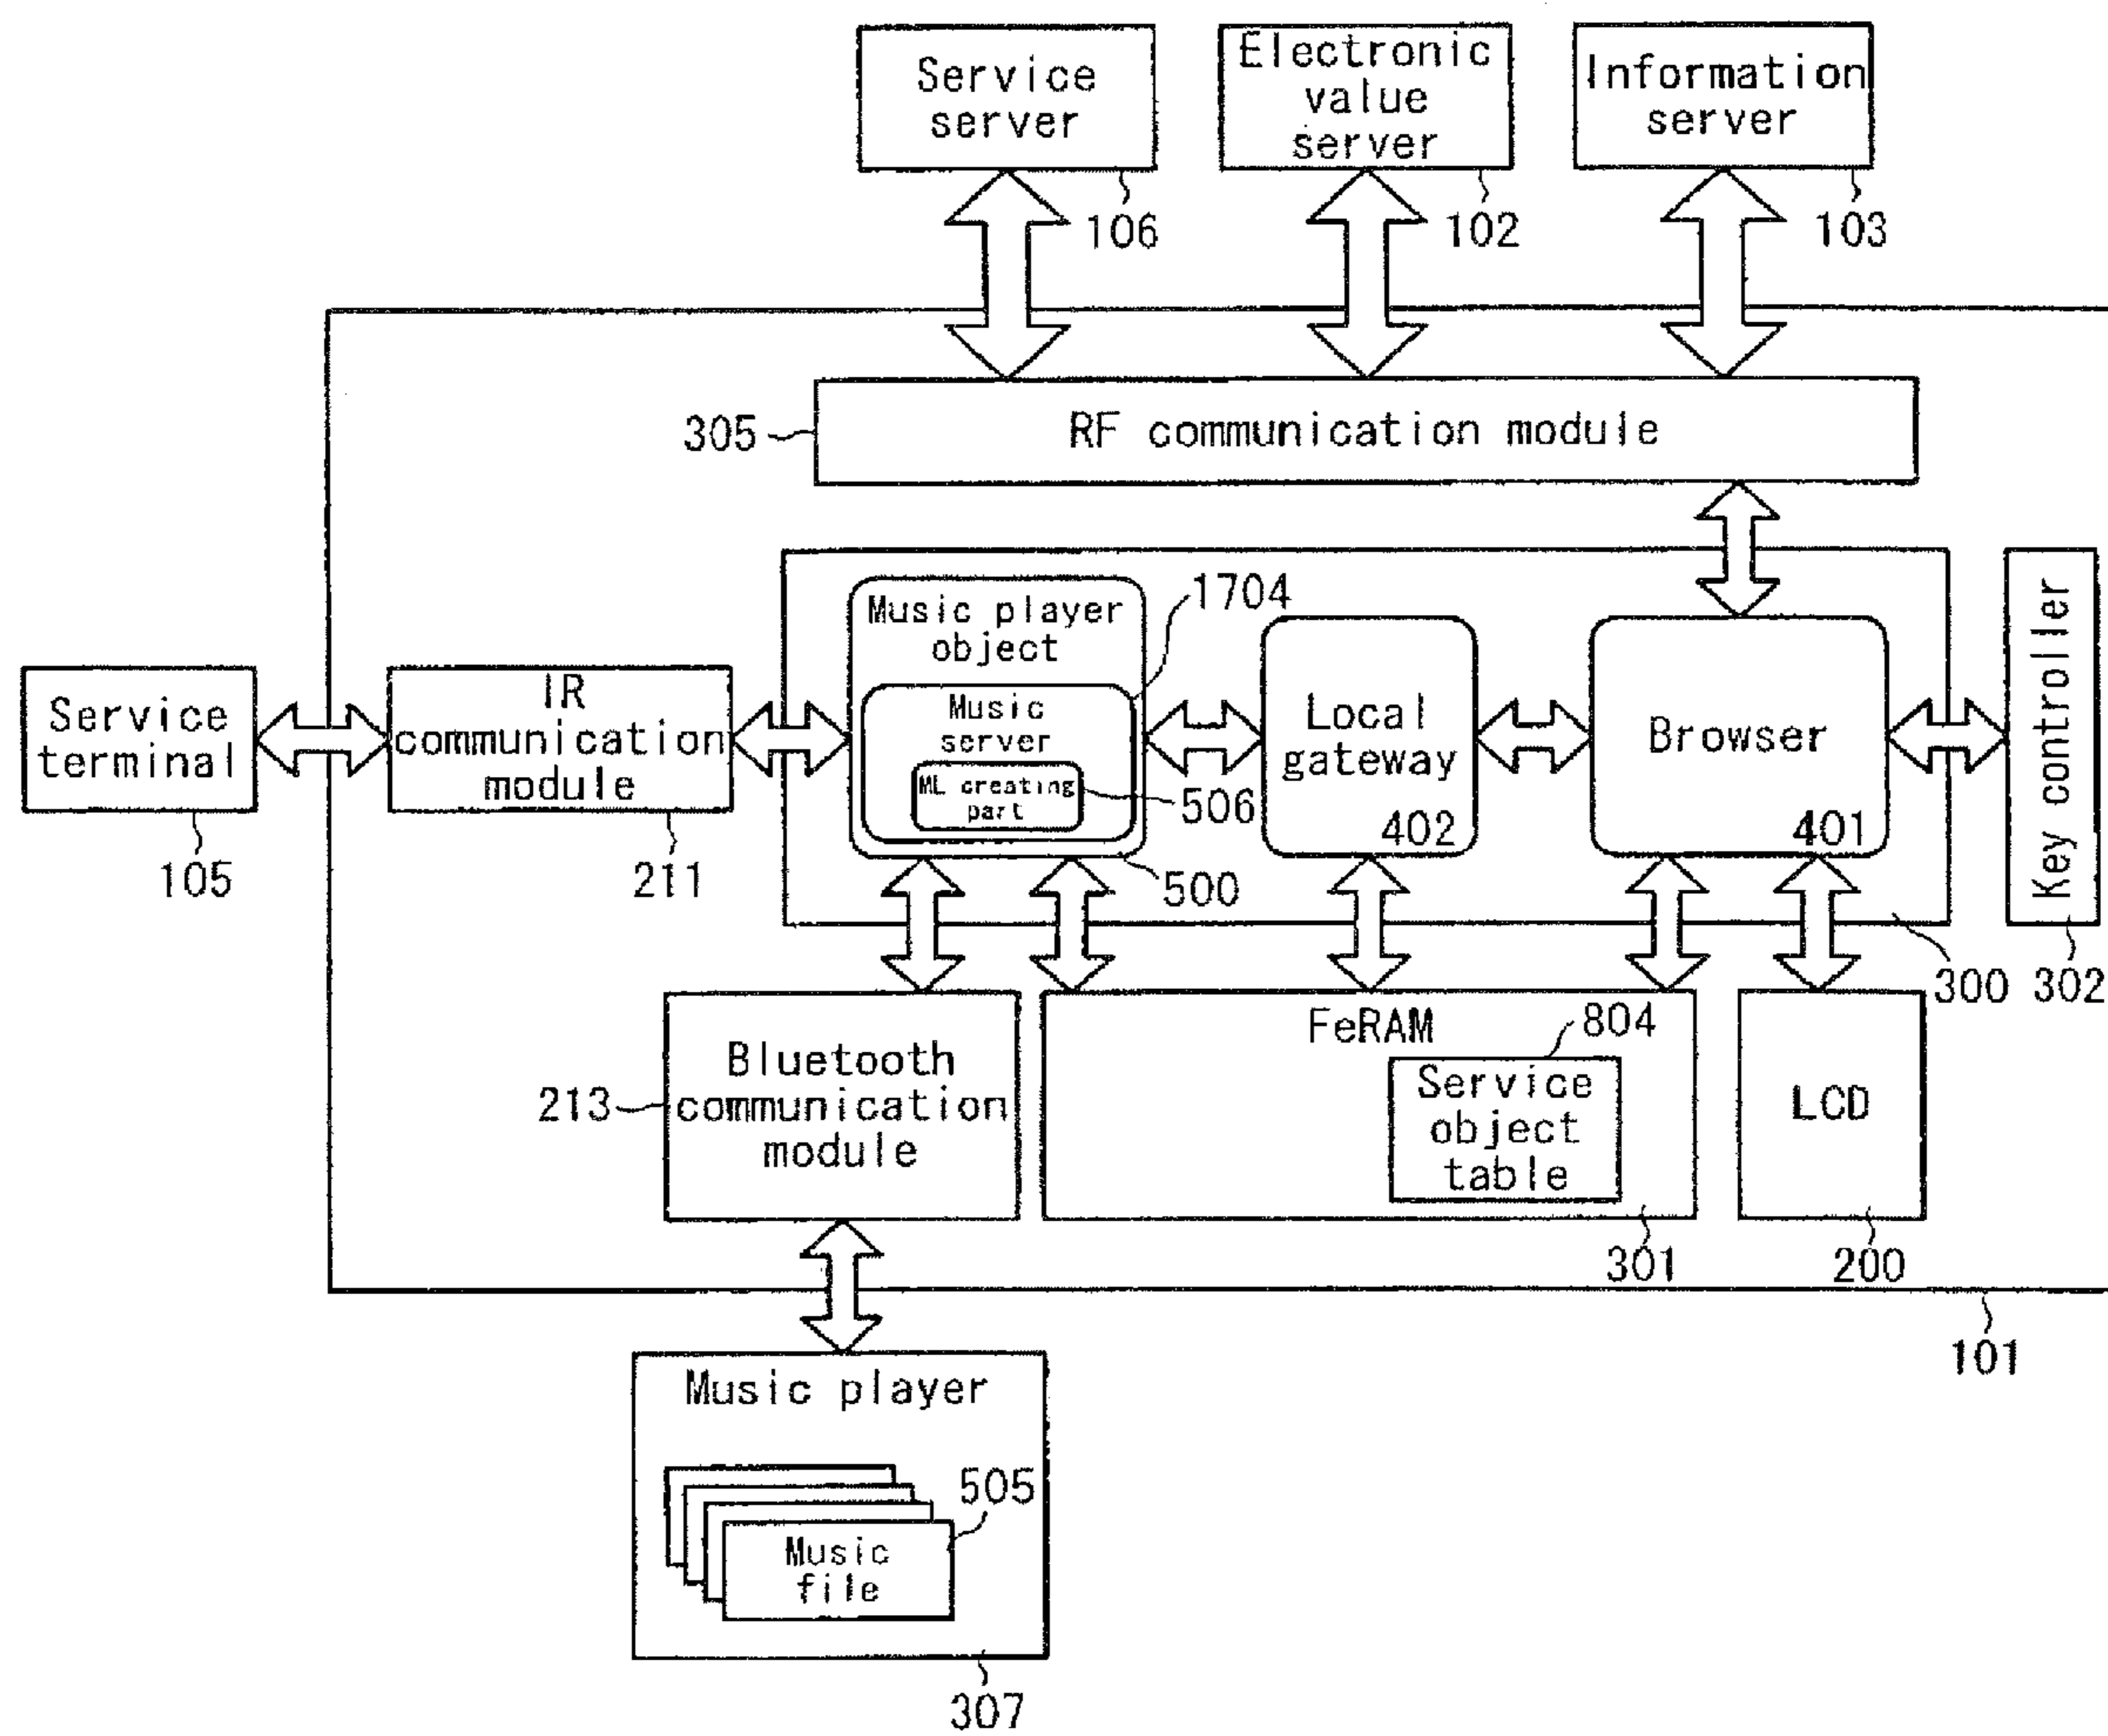 Service
server
106
Electronic
value
server
102
Information
server
103
305
RF communication module
Service
terminal
105
IR
communication
module
211
Music player
object
1704
Music
server
ML creating
part
506
500
Local
gateway
402
Browser
401
Key controller
302
300
213
Bluetooth
communication
module
FeRAM
804
Service
object
table
301
LCD
200
101
Music player
505
Music
file
307